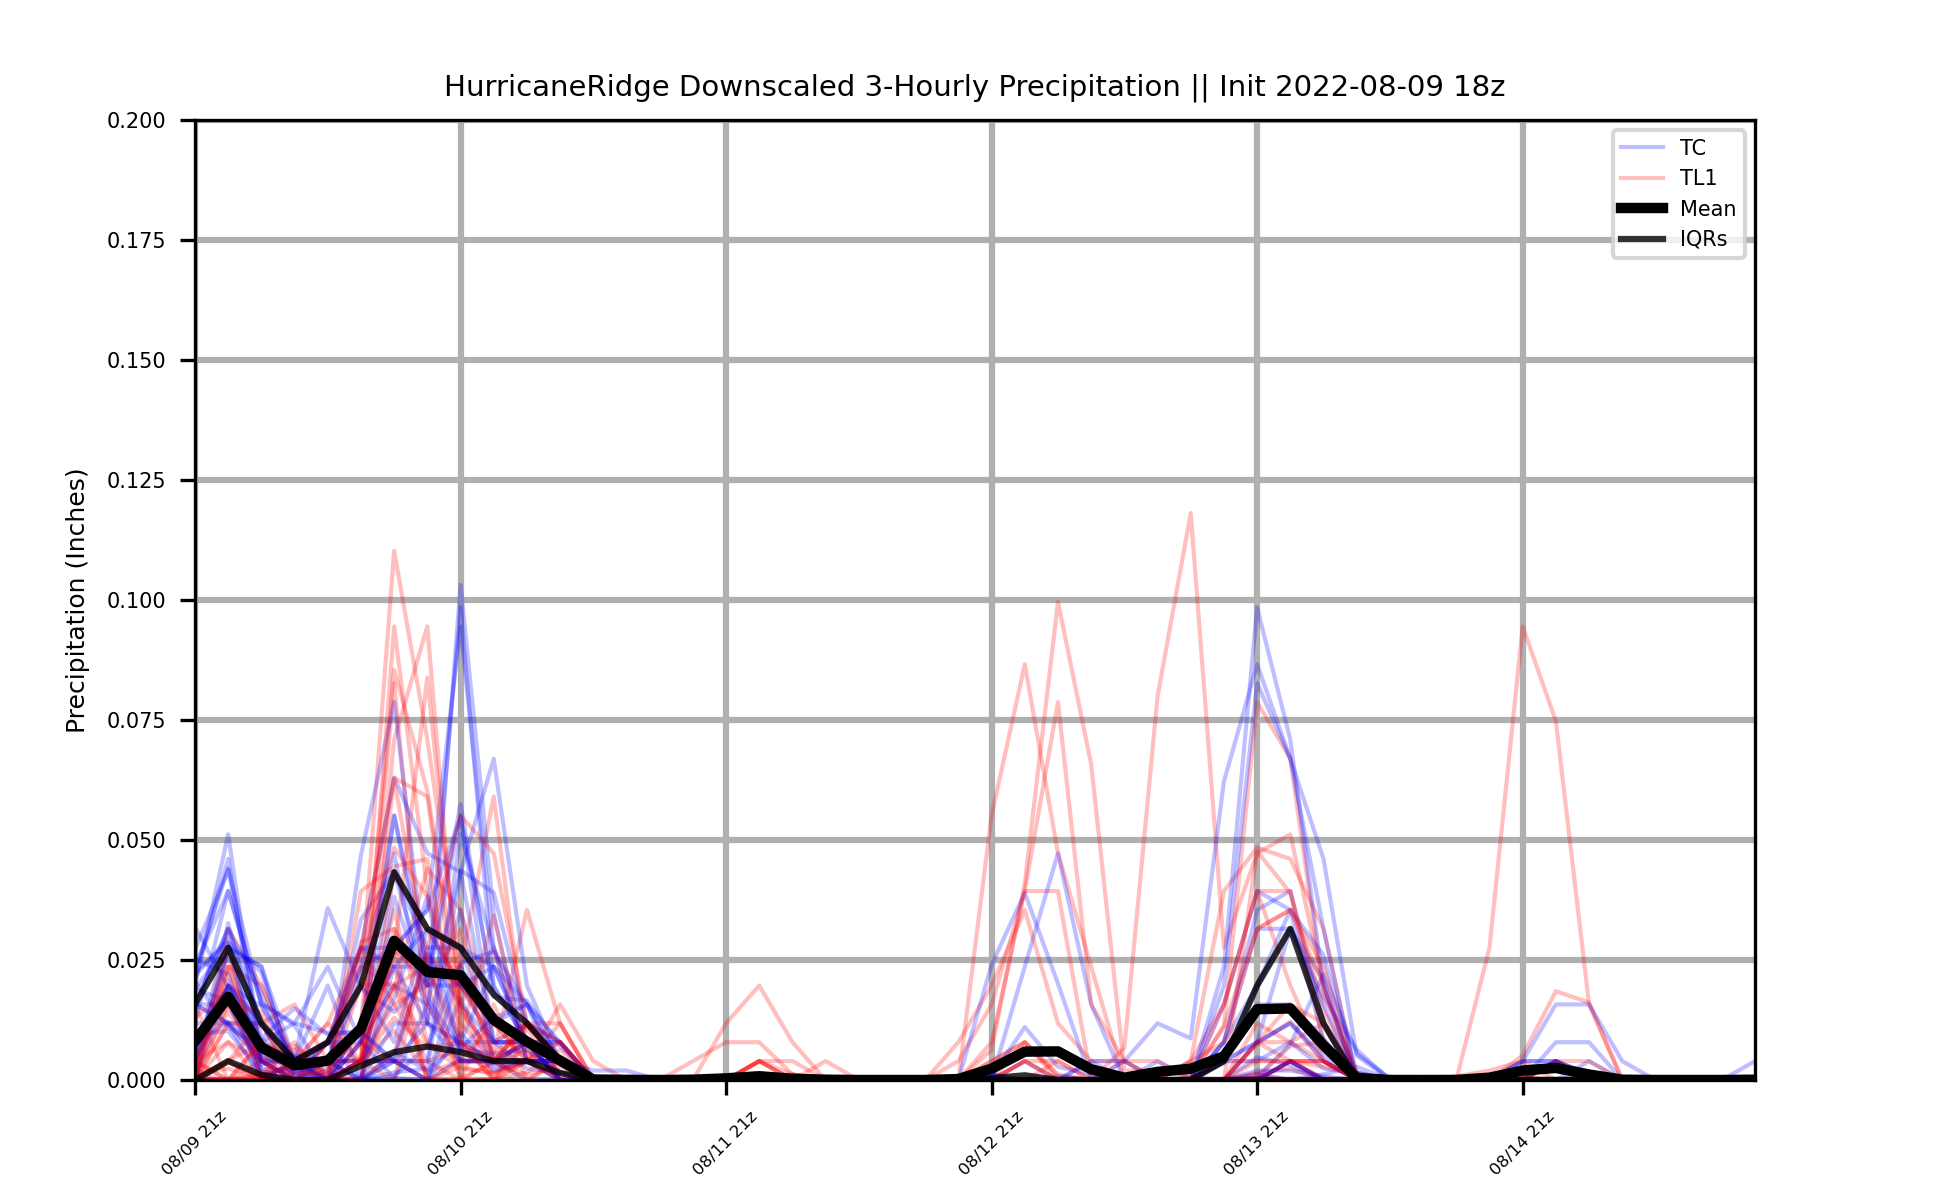 HurricaneRidge Downscaled 3-Hourly Precipitation || Init 2022-08-09 18z
0.200
0.175
0.150
0.125
0.100
0.075
0.050
0.025
0.000
Precipitation (Inches)
TC
TL1
Mean
IQRs
08/09 21z
08/10 21z
08/11 21z
08/12 21z
08/13 21z
08/14 21z